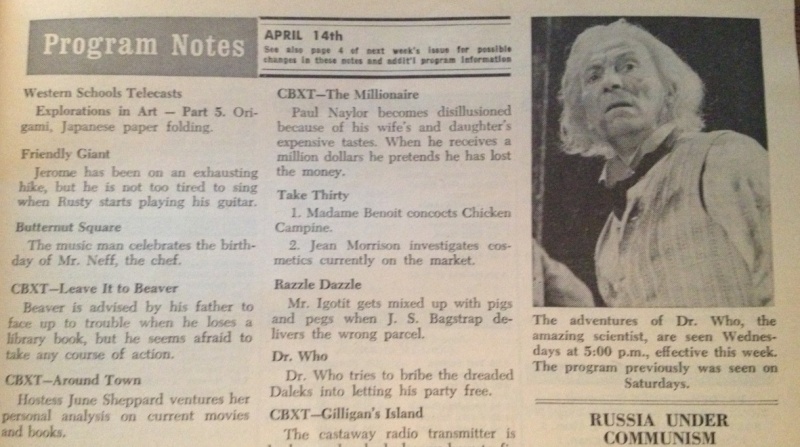 Program Notes
APRIL 14th
See also page 4 of next week's issue for possible
changes in these notes and addit'l program information
Western Schools Telecasts
Explorations in Art — Part 5. Ori-
gami, Japanese paper folding.
Friendly Giant
Jerome has been on an exhausting
hike, but he is not too tired to sing
when Rusty starts playing his guitar.
Butternut Square
The music man celebrates the birth-
day of Mr. Neff, the chef.
CBXT—Leave It to Beaver
Beaver is advised by his father to
face up to trouble when he loses a
library book, but he seems afraid to
take any course of action.
CBXT—Around Town
Hostess June Sheppard ventures her
personal analysis on current movies
and books.
CBXT—The Millionaire
Paul Naylor becomes disillusioned
because of his wife's and daughter's
expensive tastes. When he receives a
million dollars he pretends he has lost
the money.
Take Thirty
1. Madame Benoit concocts Chicken
Campine.
2. Jean Morrison investigates cos-
metics currently on the market.
Razzle Dazzle
Mr. Igotit gets mixed up with pigs
and pegs when J. S. Bagstrap de-
livers the wrong parcel.
Dr. Who
Dr. Who tries to bribe the dreaded
Daleks into letting his party free.
CBXT—Gilligan's Island
The castaway radio transmitter is
The adventures of Dr. Who, the
amazing scientist, are seen Wednes-
days at 5:00 p.m., effective this week.
The program previously was seen on
Saturdays.
RUSSIA UNDER
COMMUNISM